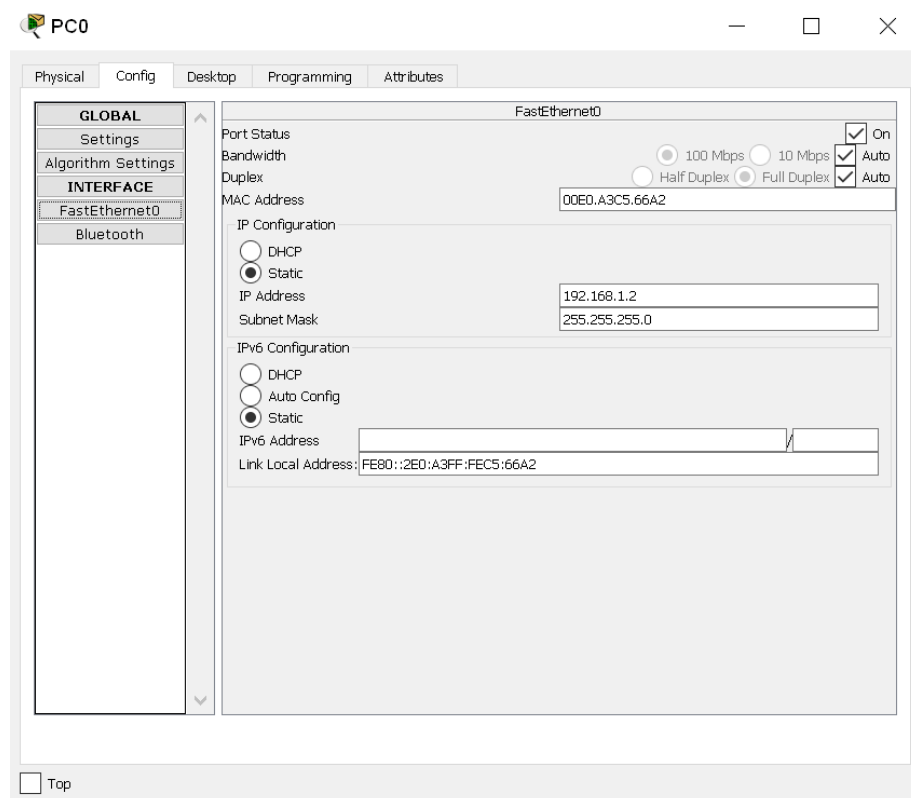 PC0
Physical Config Desktop Programming Attributes
GLOBAL
Settings
Algorithm Settings
INTERFACE
FastEthernet0
Bluetooth
FastEthernet0
Port Status On
Bandwidth 100 Mbps 10 Mbps Auto
Duplex Half Duplex Full Duplex Auto
MAC Address 00E0.A3C5.66A2
IP Configuration
DHCP
Static
IP Address 192.168.1.2
Subnet Mask 255.255.255.0
IPv6 Configuration
DHCP
Auto Config
Static
IPv6 Address /
Link Local Address: FE80::2E0:A3FF:FEC5:66A2
Top